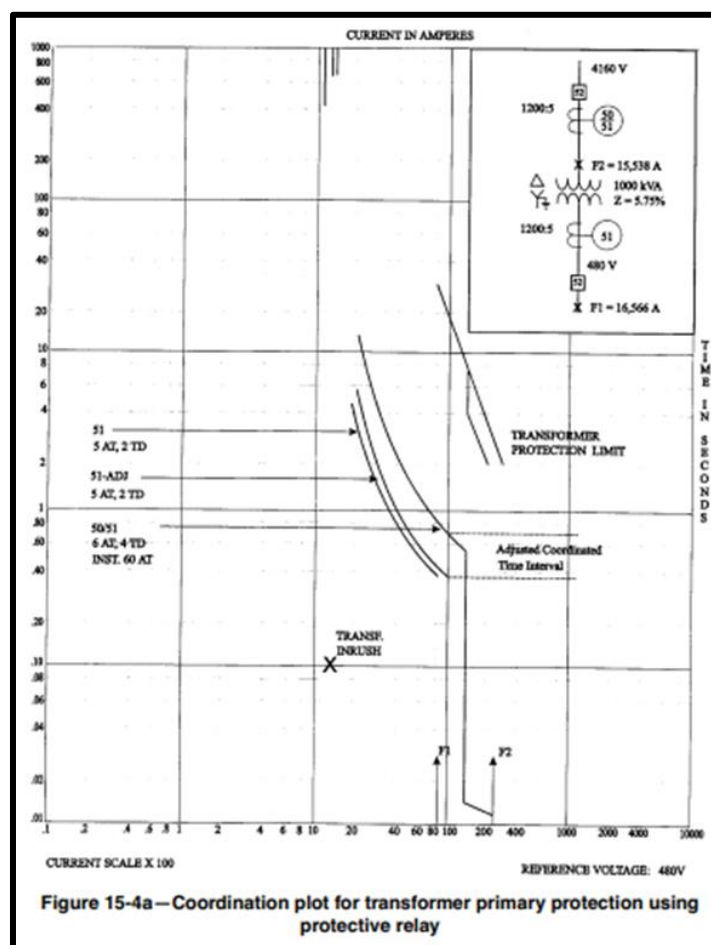 CURRENT IN AMPERES
1000
800
600
400
200
100
80
60
40
20
10
8
6
4
2
1
.80
.60
.40
.20
.10
.08
.06
.04
.02
.01
4160 V
52
1200:5
50
51
F2 = 15,538 A
1000 kVA
Z = 5.75%
1200:5
51
480 V
52
F1 = 16,566 A
TIME IN SECONDS
51
5 AT, 2 TD
51-ADJ
5 AT, 2 TD
50/51
6 AT, 4 TD
INST. 60 AT
TRANSFORMER
PROTECTION LIMIT
Adjusted Coordinated
Time Interval
TRANSF.
INRUSH
X
F1
F2
.1 .2 .4 .6 .8 1 2 4 6 8 10 20 40 60 80 100 200 400 1000 2000 4000 10000
CURRENT SCALE X 100
REFERENCE VOLTAGE: 480V
Figure 15-4a—Coordination plot for transformer primary protection using
protective relay